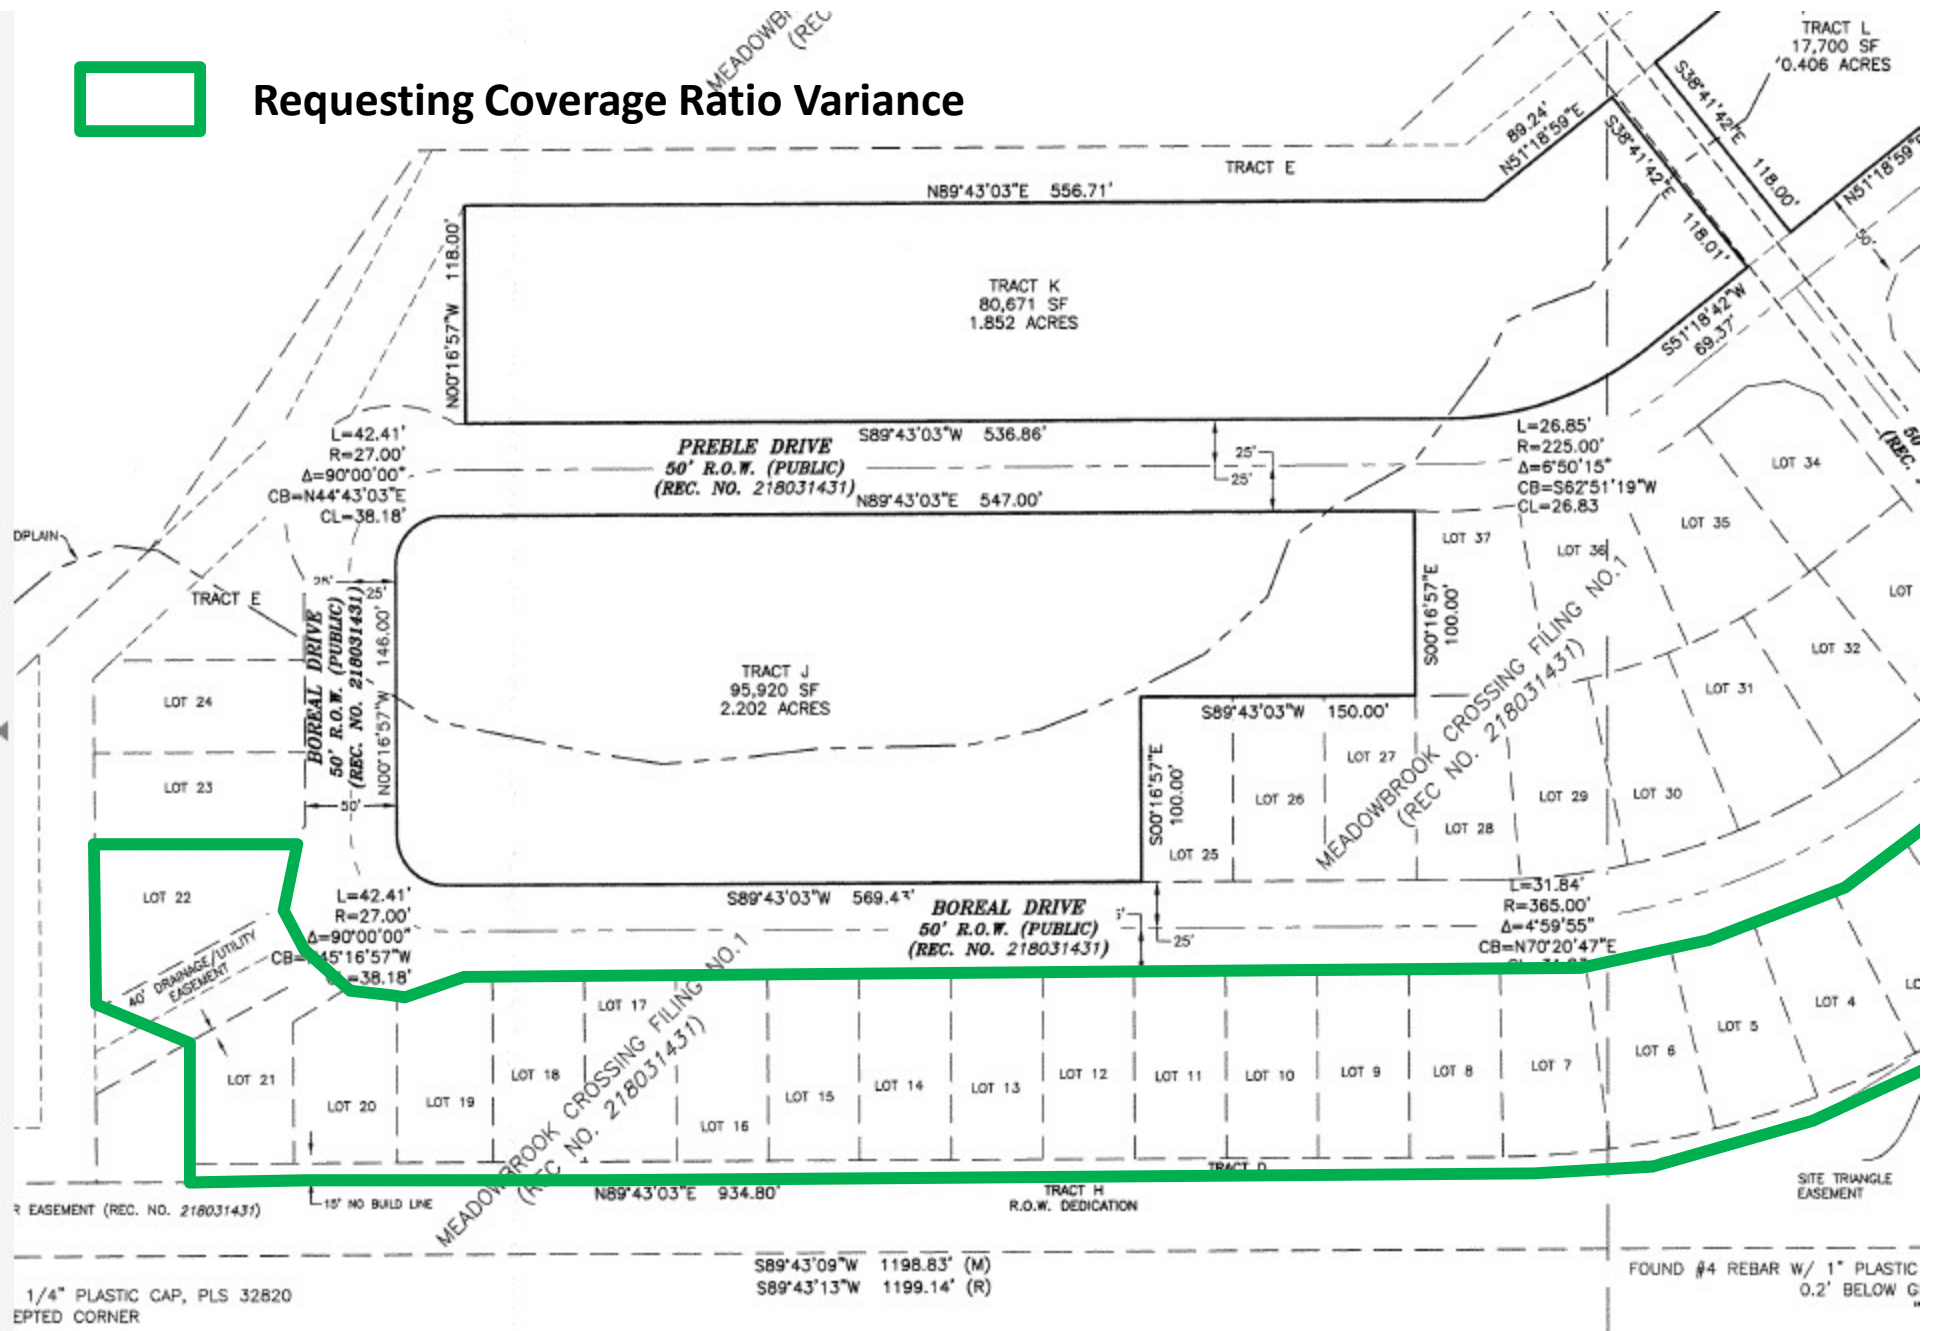 Requesting Coverage Ratio Variance
TRACT L
17,700 SF
0.406 ACRES
S38°41'42"E
118.00'
N51°18'59"E
50'
89.24'
N51°18'59"E
S38°41'42"E
118.01'
S51°18'42"W
69.37'
TRACT E
N89°43'03"E 556.71'
N00°16'57"W 118.00'
TRACT K
80,671 SF
1.852 ACRES
S89°43'03"W 536.86'
L=42.41'
R=27.00'
Δ=90°00'00"
CB=N44°43'03"E
CL=38.18'
PREBLE DRIVE
50' R.O.W. (PUBLIC)
(REC. NO. 218031431)
N89°43'03"E 547.00'
25'
25'
L=26.85'
R=225.00'
Δ=6°50'15"
CB=S62°51'19"W
CL=26.83
LOT 34
LOT 35
LOT 36
LOT 37
LOT
(REC.
DPLAIN
TRACT E
BOREAL DRIVE
50' R.O.W. (PUBLIC)
(REC. NO. 218031431)
25'
25'
N00°16'57"W 146.00'
50'
TRACT J
95,920 SF
2.202 ACRES
S00°16'57"E
100.00'
S89°43'03"W 150.00'
S00°16'57"E
100.00'
MEADOWBROOK CROSSING FILING NO.1
(REC NO. 218031431)
LOT 24
LOT 23
LOT 22
LOT 25
LOT 26
LOT 27
LOT 28
LOT 29
LOT 30
LOT 31
LOT 32
L=42.41'
R=27.00'
Δ=90°00'00"
45°16'57"W
=38.18'
40' DRAINAGE/UTILITY
EASEMENT
S89°43'03"W 569.43'
BOREAL DRIVE
50' R.O.W. (PUBLIC)
(REC. NO. 218031431)
25'
L=31.84'
R=365.00'
Δ=4°59'55"
CB=N70°20'47"E
MEADOWBROOK CROSSING FILING NO.1
(REC NO. 218031431)
LOT 21
LOT 20
LOT 19
LOT 18
LOT 17
LOT 16
LOT 15
LOT 14
LOT 13
LOT 12
LOT 11
LOT 10
LOT 9
LOT 8
LOT 7
LOT 6
LOT 5
LOT 4
15' NO BUILD LINE
N89°43'03"E 934.80'
TRACT H
R.O.W. DEDICATION
SITE TRIANGLE
EASEMENT
R EASEMENT (REC. NO. 218031431)
S89°43'09"W 1198.83' (M)
S89°43'13"W 1199.14' (R)
1/4" PLASTIC CAP, PLS 32820
EPTED CORNER
FOUND #4 REBAR W/ 1" PLASTIC
0.2' BELOW G